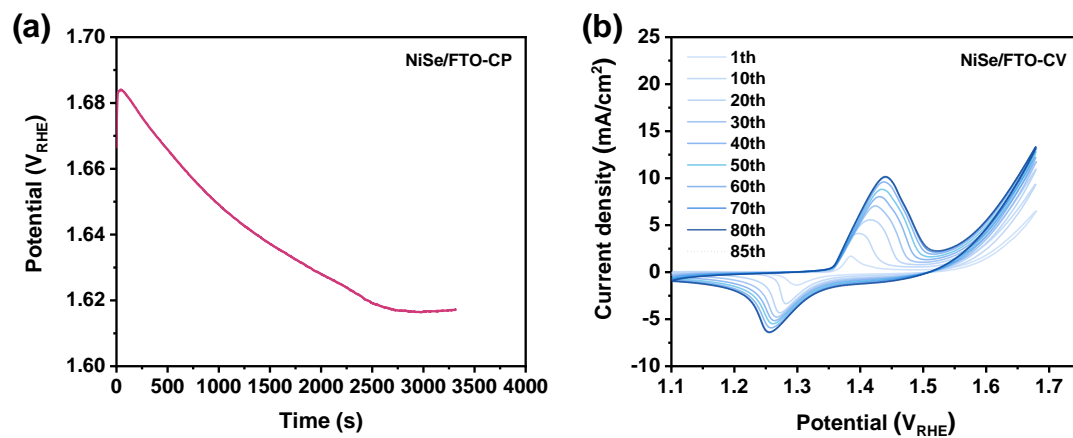 (a)
NiSe/FTO-CP
1.70
1.68
1.66
1.64
1.62
1.60
Potential (V_RHE)
0 500 1000 1500 2000 2500 3000 3500 4000
Time (s)
(b)
NiSe/FTO-CV
25
20
15
10
5
0
-5
-10
Current density (mA/cm²)
1th
10th
20th
30th
40th
50th
60th
70th
80th
85th
1.1 1.2 1.3 1.4 1.5 1.6 1.7
Potential (V_RHE)